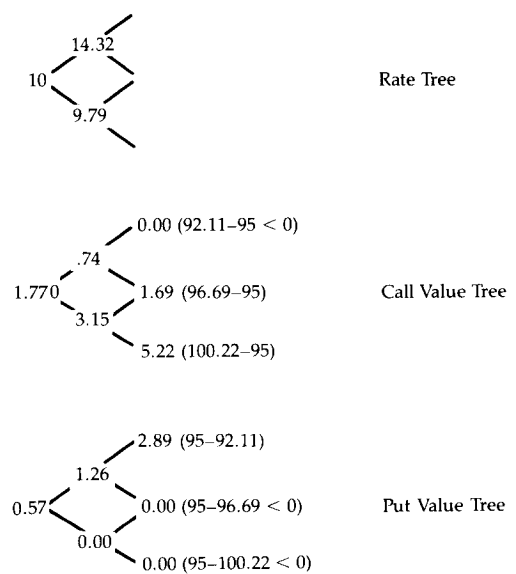 14.32
10
Rate Tree
9.79
0.00 (92.11–95 < 0)
.74
1.770
1.69 (96.69–95)
Call Value Tree
3.15
5.22 (100.22–95)
2.89 (95–92.11)
1.26
0.57
0.00 (95–96.69 < 0)
Put Value Tree
0.00
0.00 (95–100.22 < 0)